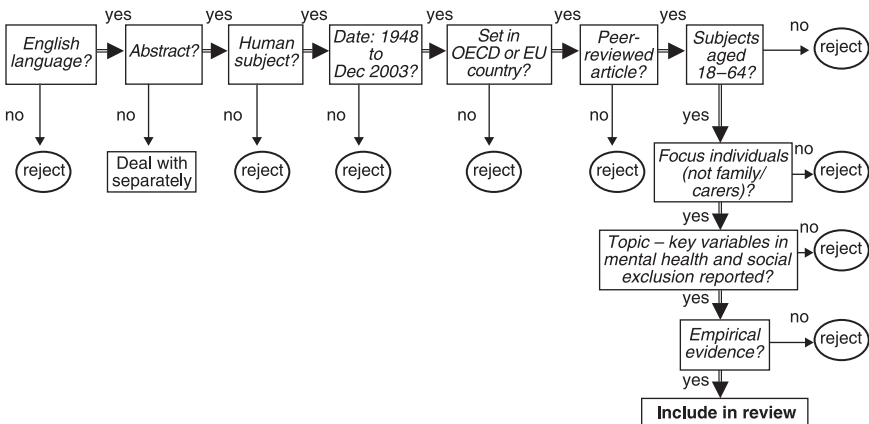 yes
yes
yes
yes
yes
yes
English
language?
Abstract?
Human
subject?
Date: 1948
to
Dec 2003?
Set in
OECD or EU
country?
Peer-
reviewed
article?
Subjects
aged
18–64?
no
reject
no
no
no
no
no
no
yes
reject
Deal with
separately
reject
reject
reject
reject
Focus individuals
(not family/
carers)?
no
reject
yes
Topic – key variables in
mental health and social
exclusion reported?
no
reject
yes
Empirical
evidence?
no
reject
yes
Include in review